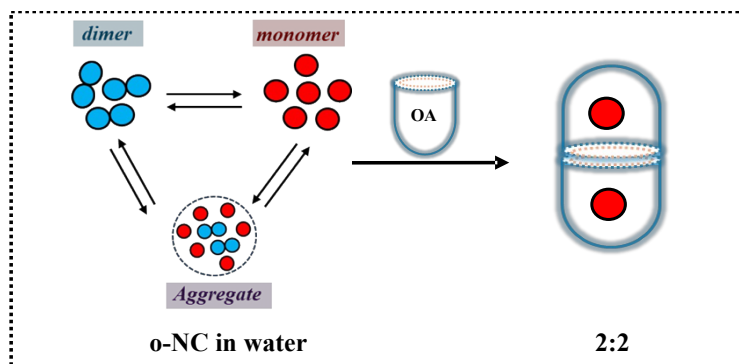 dimer
monomer
OA
Aggregate
o-NC in water
2:2